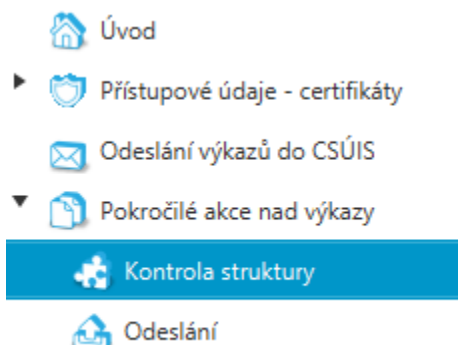 Úvod
Přístupové údaje - certifikáty
Odeslání výkazů do CSÚIS
Pokročilé akce nad výkazy
Kontrola struktury
Odeslání